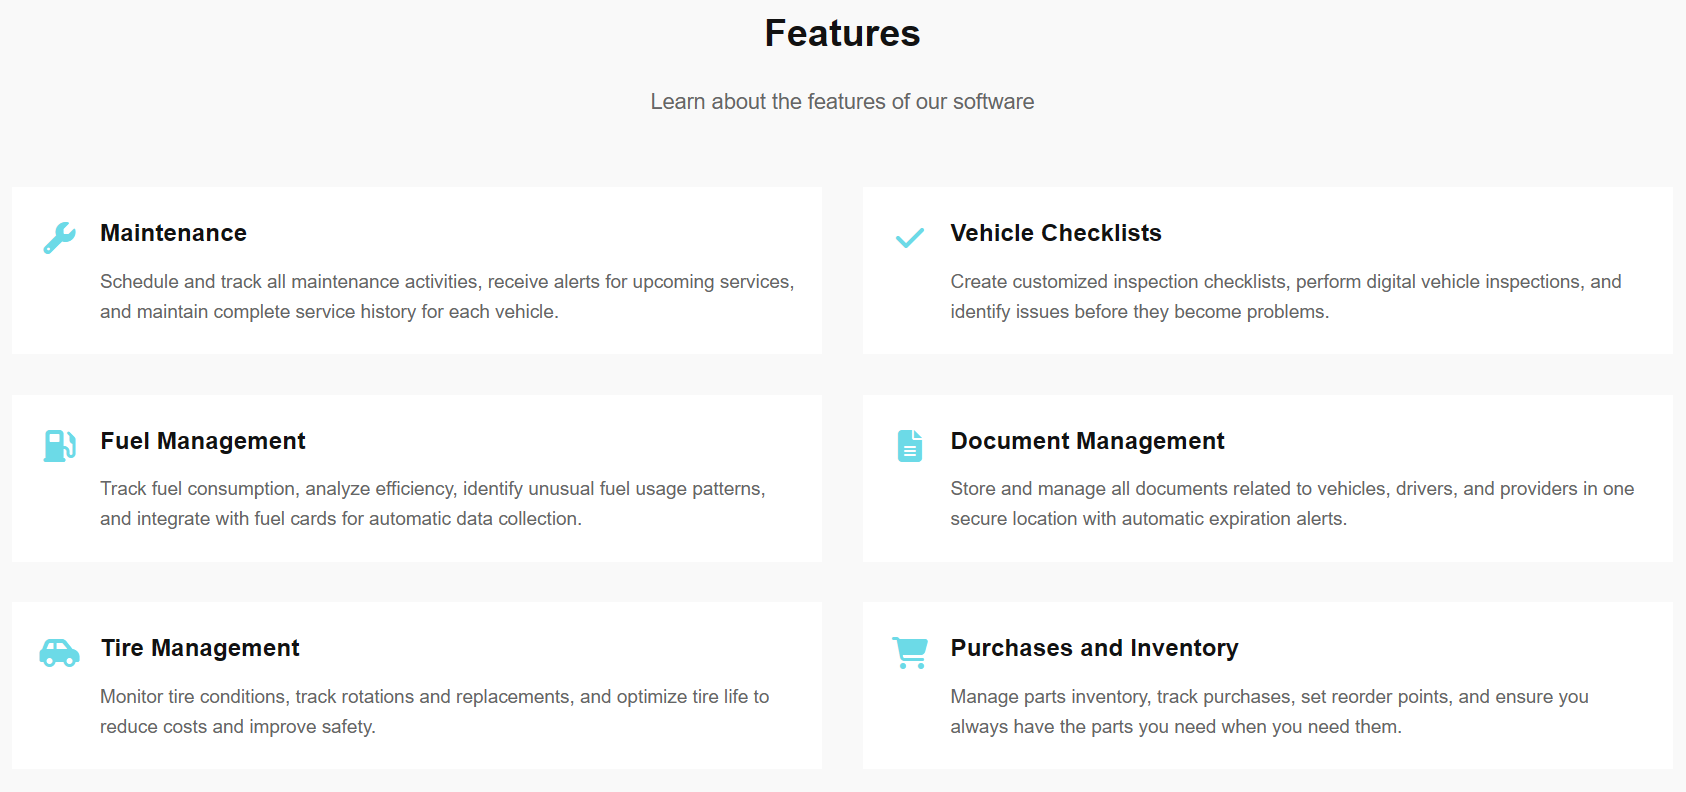 Features
Learn about the features of our software
Maintenance
Schedule and track all maintenance activities, receive alerts for upcoming services,
and maintain complete service history for each vehicle.
Vehicle Checklists
Create customized inspection checklists, perform digital vehicle inspections, and
identify issues before they become problems.
Fuel Management
Track fuel consumption, analyze efficiency, identify unusual fuel usage patterns,
and integrate with fuel cards for automatic data collection.
Document Management
Store and manage all documents related to vehicles, drivers, and providers in one
secure location with automatic expiration alerts.
Tire Management
Monitor tire conditions, track rotations and replacements, and optimize tire life to
reduce costs and improve safety.
Purchases and Inventory
Manage parts inventory, track purchases, set reorder points, and ensure you
always have the parts you need when you need them.